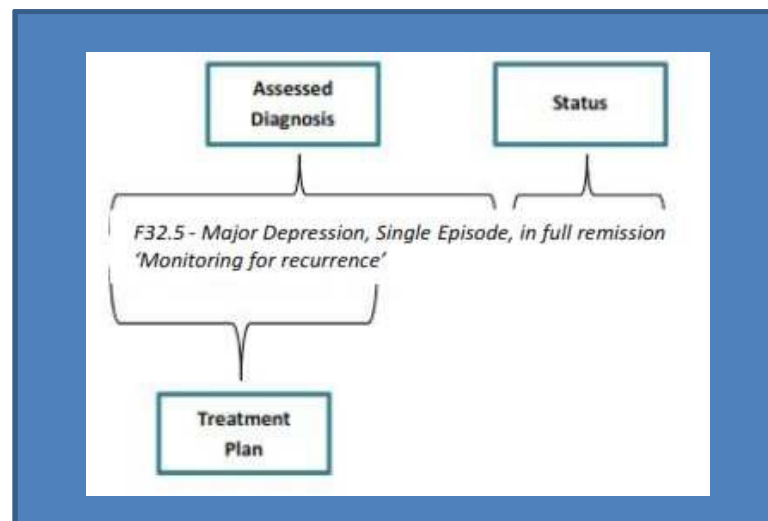 Assessed
Diagnosis
Status
F32.5 - Major Depression, Single Episode, in full remission
‘Monitoring for recurrence’
Treatment
Plan